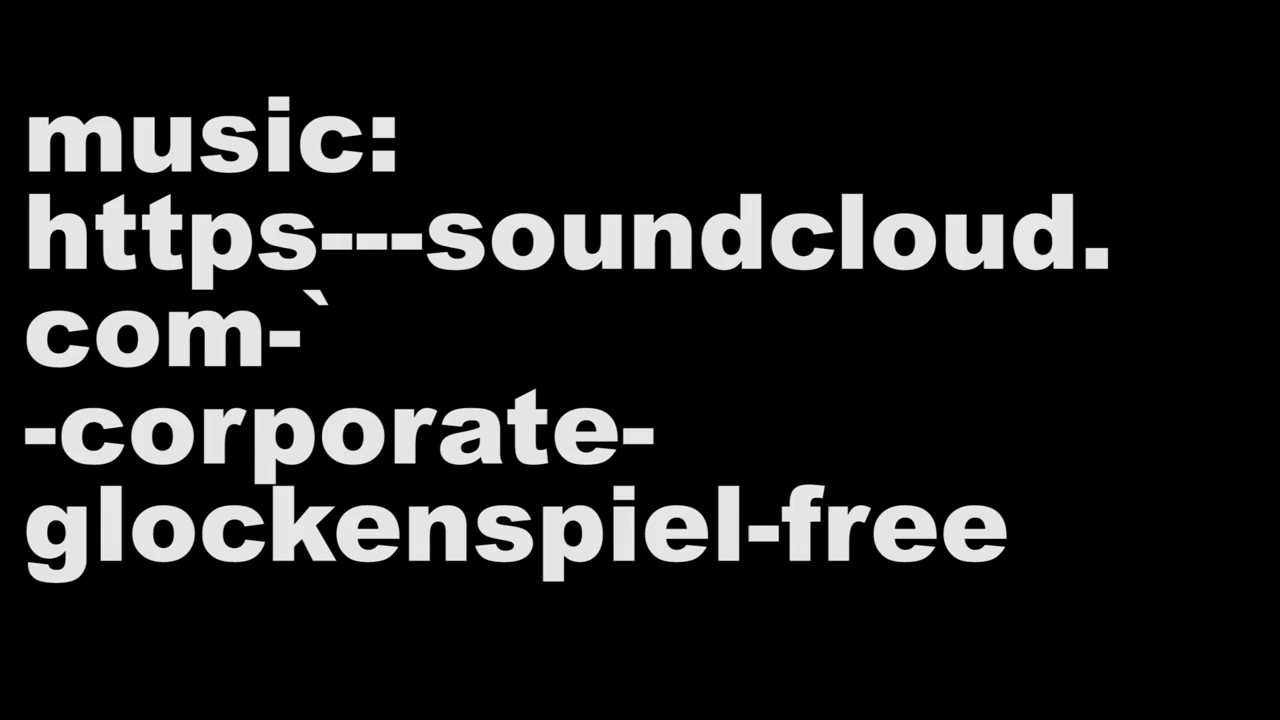 music:
https---soundcloud.
com-`
-corporate-
glockenspiel-free